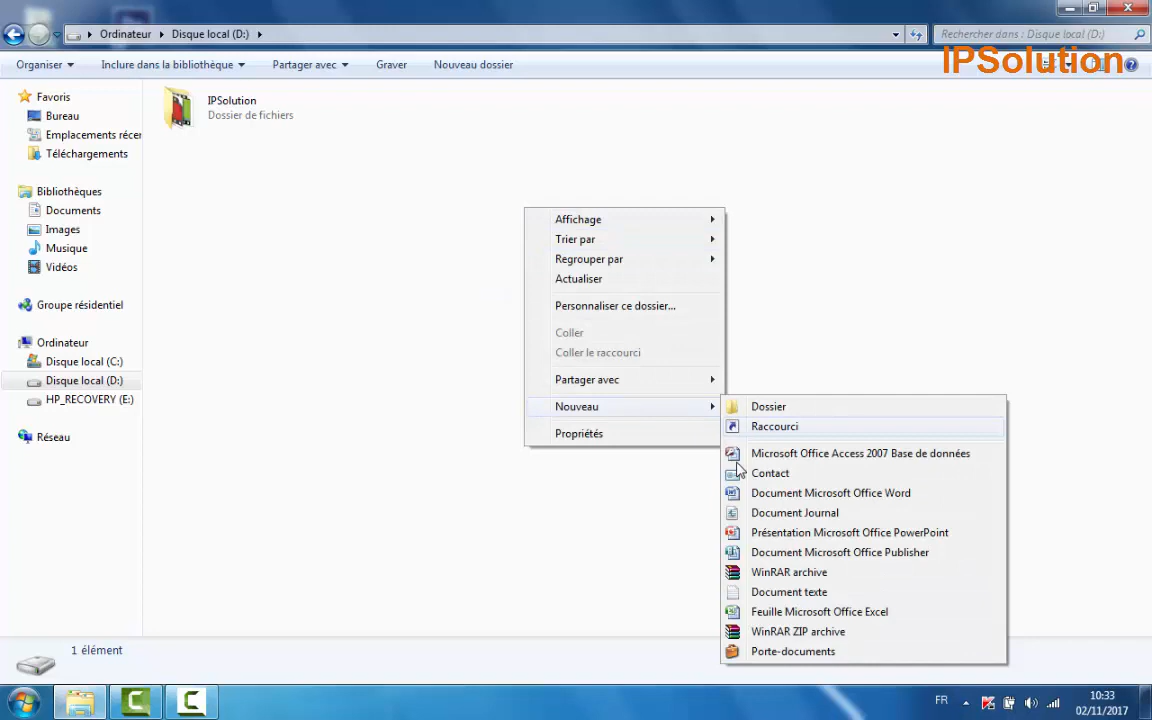 Ordinateur Disque local (D:)
Rechercher dans : Disque local (D:)
IPSolution
Organiser Inclure dans la bibliothèque Partager avec Graver Nouveau dossier
Favoris
Bureau
Emplacements récer
Téléchargements
Bibliothèques
Documents
Images
Musique
Vidéos
Groupe résidentiel
Ordinateur
Disque local (C:)
Disque local (D:)
HP_RECOVERY (E:)
Réseau
IPSolution
Dossier de fichiers
Affichage
Trier par
Regrouper par
Actualiser
Personnaliser ce dossier...
Coller
Coller le raccourci
Partager avec
Nouveau
Propriétés
Dossier
Raccourci
Microsoft Office Access 2007 Base de données
Contact
Document Microsoft Office Word
Document Journal
Présentation Microsoft Office PowerPoint
Document Microsoft Office Publisher
WinRAR archive
Document texte
Feuille Microsoft Office Excel
WinRAR ZIP archive
Porte-documents
1 élément
FR
10:33
02/11/2017